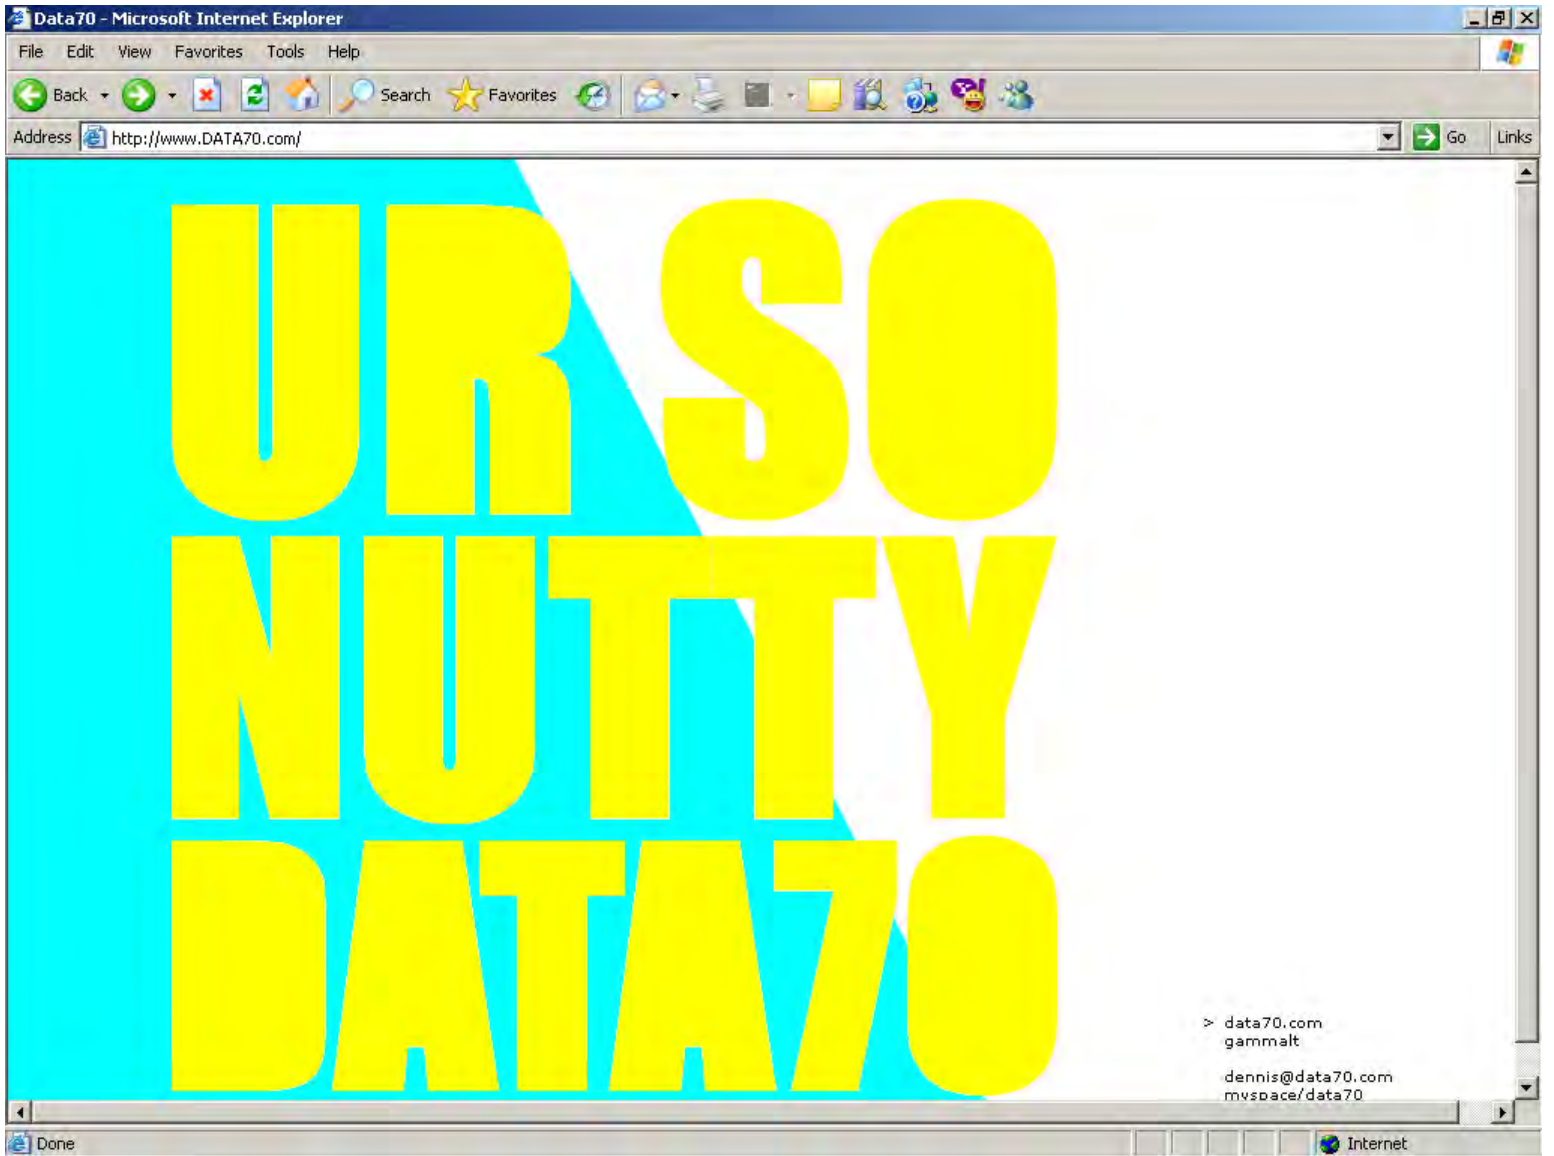 Data70 - Microsoft Internet Explorer
File Edit View Favorites Tools Help
Back Search Favorites
Address http://www.DATA70.com/ Go Links
UR SO
NUTTY
DATA70
> data70.com
gammalt
dennis@data70.com
myspace/data70
Done Internet